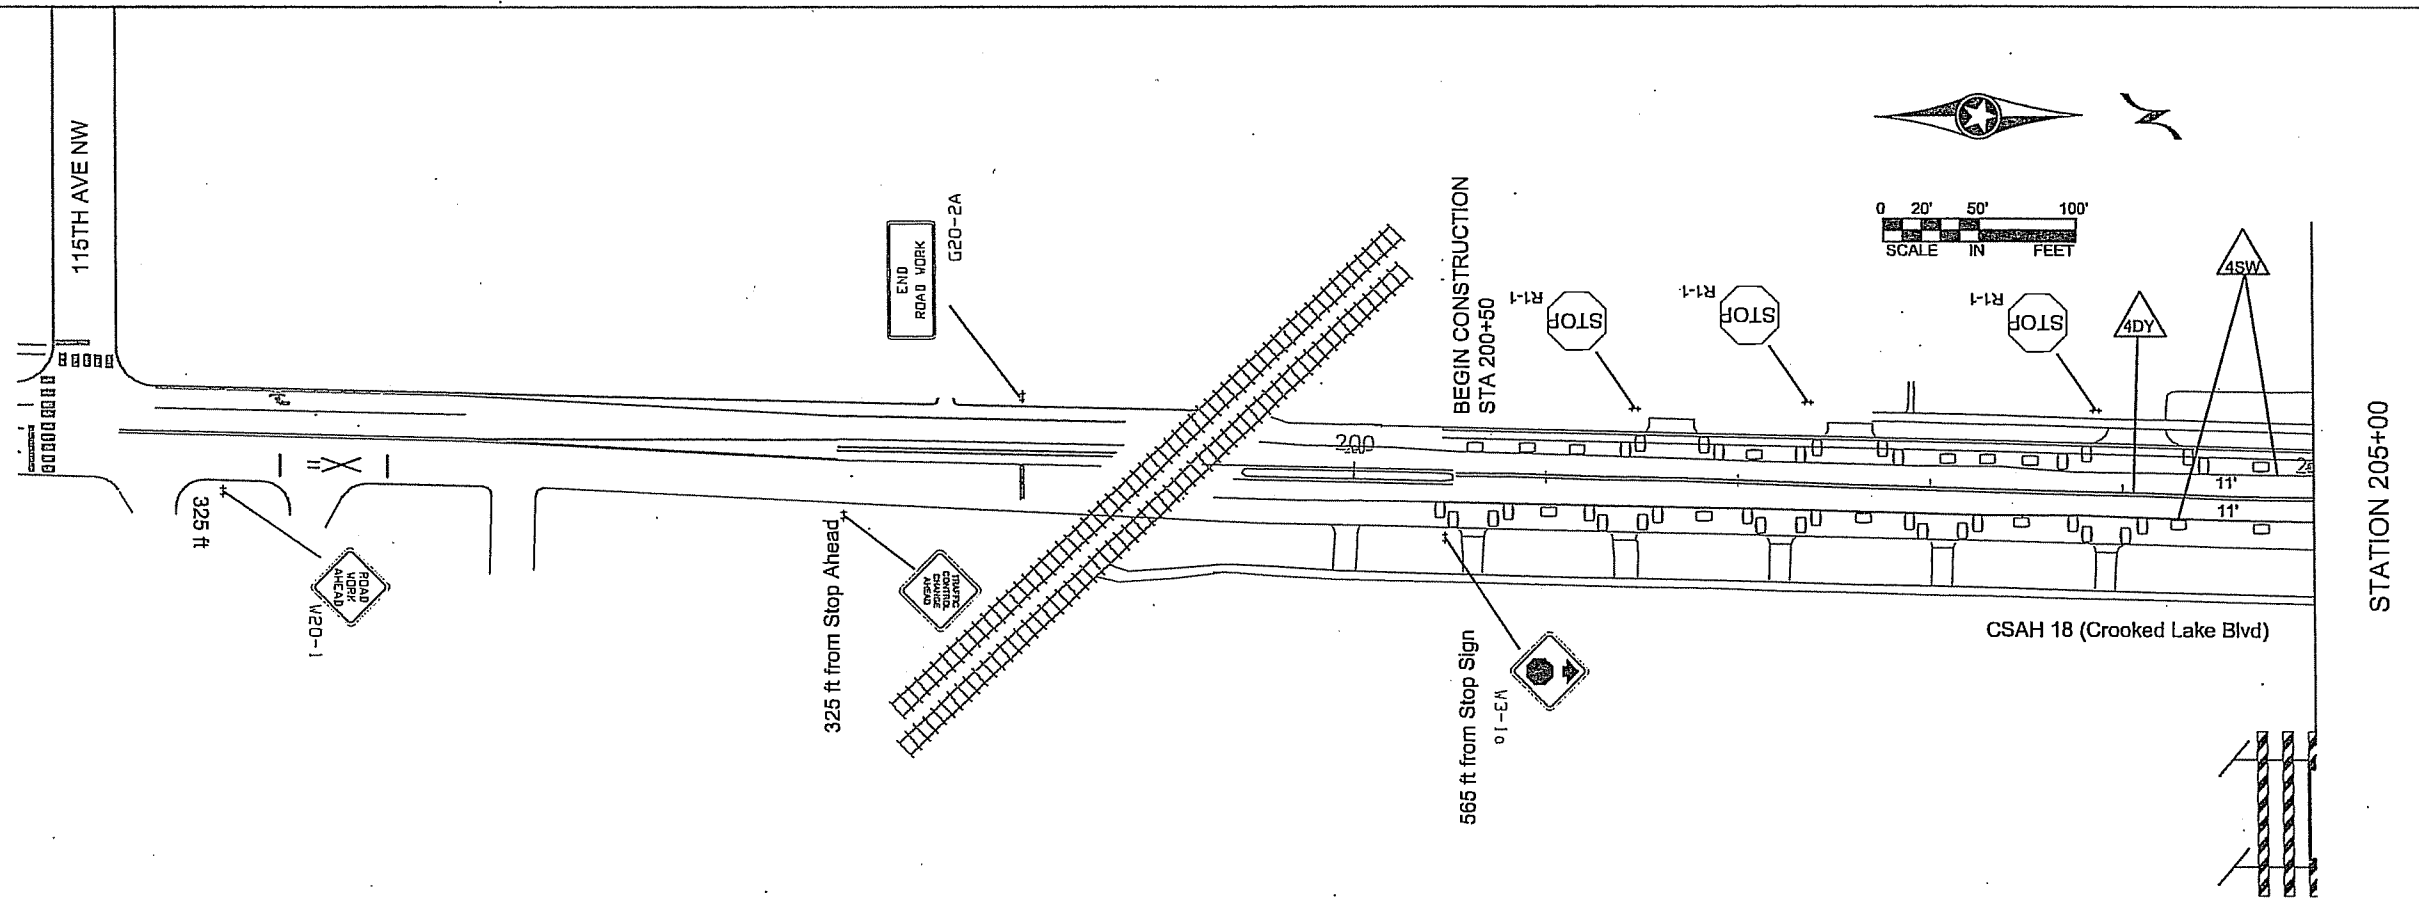 115TH AVE NW
325 ft
ROAD
WORK
AHEAD
W20-1
END
ROAD WORK
G20-2A
325 ft from Stop Ahead
TRAFFIC
CONTROL
CHANGE
AHEAD
200
BEGIN CONSTRUCTION
STA 200+50
STOP
R1-1
STOP
R1-1
STOP
R1-1
0 20' 50' 100'
SCALE IN FEET
4DY
4SW
11'
11'
565 ft from Stop Sign
W3-1a
CSAH 18 (Crooked Lake Blvd)
STATION 205+00
N